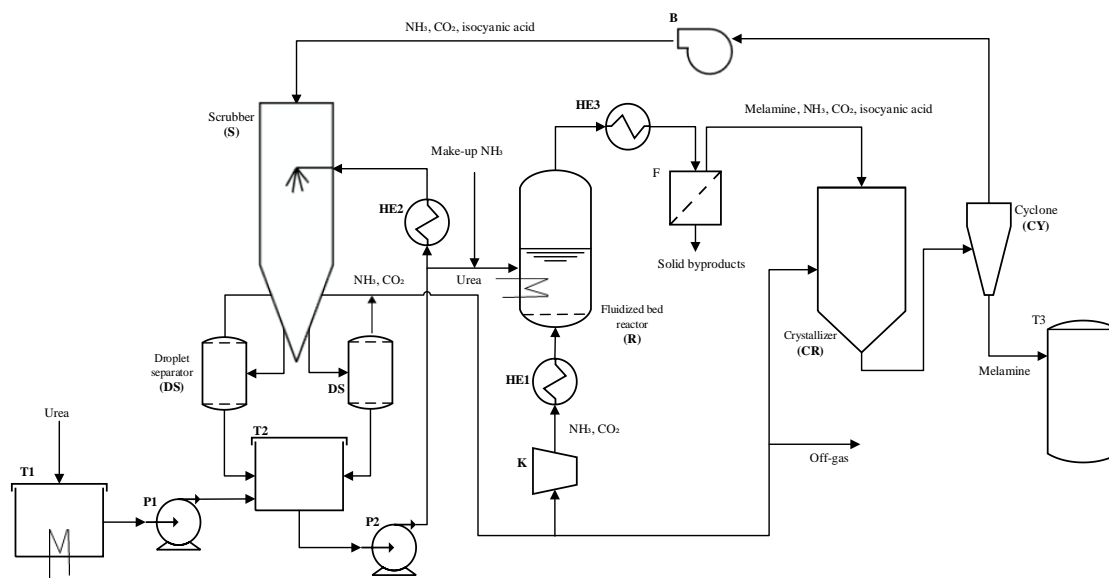 B
NH₃, CO₂, isocyanic acid
HE3
Melamine, NH₃, CO₂, isocyanic acid
Scrubber
(S)
Make-up NH₃
F
HE2
Cyclone
(CY)
Solid byproducts
NH₃, CO₂
Urea
Fluidized bed
reactor
(R)
T3
Crystallizer
(CR)
Droplet
separator
(DS)
DS
HE1
Melamine
Urea
T2
NH₃, CO₂
K
Off-gas
T1
P1
P2